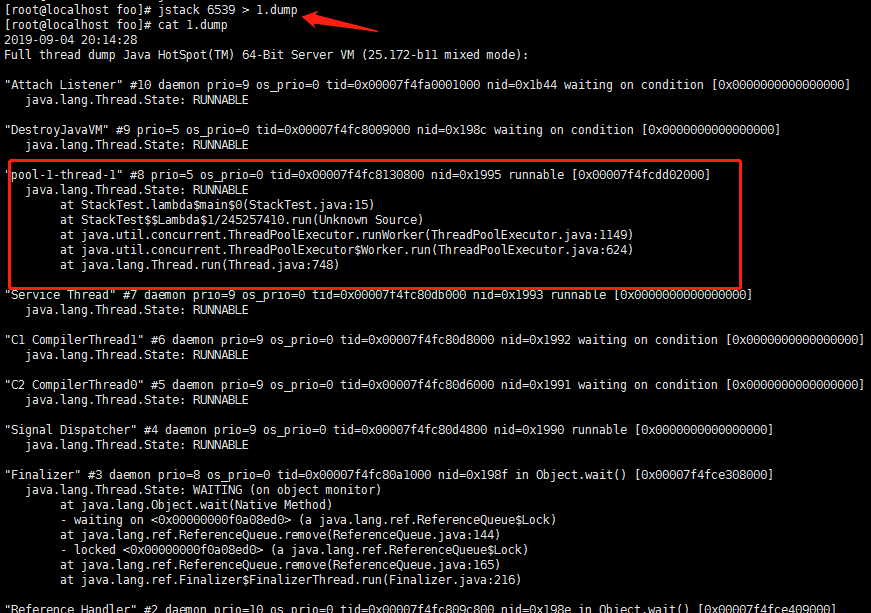 [root@localhost foo]# jstack 6539 > 1.dump
[root@localhost foo]# cat 1.dump
2019-09-04 20:14:28
Full thread dump Java HotSpot(TM) 64-Bit Server VM (25.172-b11 mixed mode):
"Attach Listener" #10 daemon prio=9 os_prio=0 tid=0x00007f4fa0001000 nid=0x1b44 waiting on condition [0x0000000000000000]
java.lang.Thread.State: RUNNABLE
"DestroyJavaVM" #9 prio=5 os_prio=0 tid=0x00007f4fc8009000 nid=0x198c waiting on condition [0x0000000000000000]
java.lang.Thread.State: RUNNABLE
"pool-1-thread-1" #8 prio=5 os_prio=0 tid=0x00007f4fc8130800 nid=0x1995 runnable [0x00007f4fcdd02000]
java.lang.Thread.State: RUNNABLE
at StackTest.lambda$main$0(StackTest.java:15)
at StackTest$$Lambda$1/245257410.run(Unknown Source)
at java.util.concurrent.ThreadPoolExecutor.runWorker(ThreadPoolExecutor.java:1149)
at java.util.concurrent.ThreadPoolExecutor$Worker.run(ThreadPoolExecutor.java:624)
at java.lang.Thread.run(Thread.java:748)
"Service Thread" #7 daemon prio=9 os_prio=0 tid=0x00007f4fc80db000 nid=0x1993 runnable [0x0000000000000000]
java.lang.Thread.State: RUNNABLE
"C1 CompilerThread1" #6 daemon prio=9 os_prio=0 tid=0x00007f4fc80d8000 nid=0x1992 waiting on condition [0x0000000000000000]
java.lang.Thread.State: RUNNABLE
"C2 CompilerThread0" #5 daemon prio=9 os_prio=0 tid=0x00007f4fc80d6000 nid=0x1991 waiting on condition [0x0000000000000000]
java.lang.Thread.State: RUNNABLE
"Signal Dispatcher" #4 daemon prio=9 os_prio=0 tid=0x00007f4fc80d4800 nid=0x1990 runnable [0x0000000000000000]
java.lang.Thread.State: RUNNABLE
"Finalizer" #3 daemon prio=8 os_prio=0 tid=0x00007f4fc80a1000 nid=0x198f in Object.wait() [0x00007f4fce308000]
java.lang.Thread.State: WAITING (on object monitor)
at java.lang.Object.wait(Native Method)
- waiting on <0x00000000f0a08ed0> (a java.lang.ref.ReferenceQueue$Lock)
at java.lang.ref.ReferenceQueue.remove(ReferenceQueue.java:144)
- locked <0x00000000f0a08ed0> (a java.lang.ref.ReferenceQueue$Lock)
at java.lang.ref.ReferenceQueue.remove(ReferenceQueue.java:165)
at java.lang.ref.Finalizer$FinalizerThread.run(Finalizer.java:216)
"Reference Handler" #2 daemon prio=10 os_prio=0 tid=0x00007f4fc809c800 nid=0x198e in Object.wait() [0x00007f4fce409000]